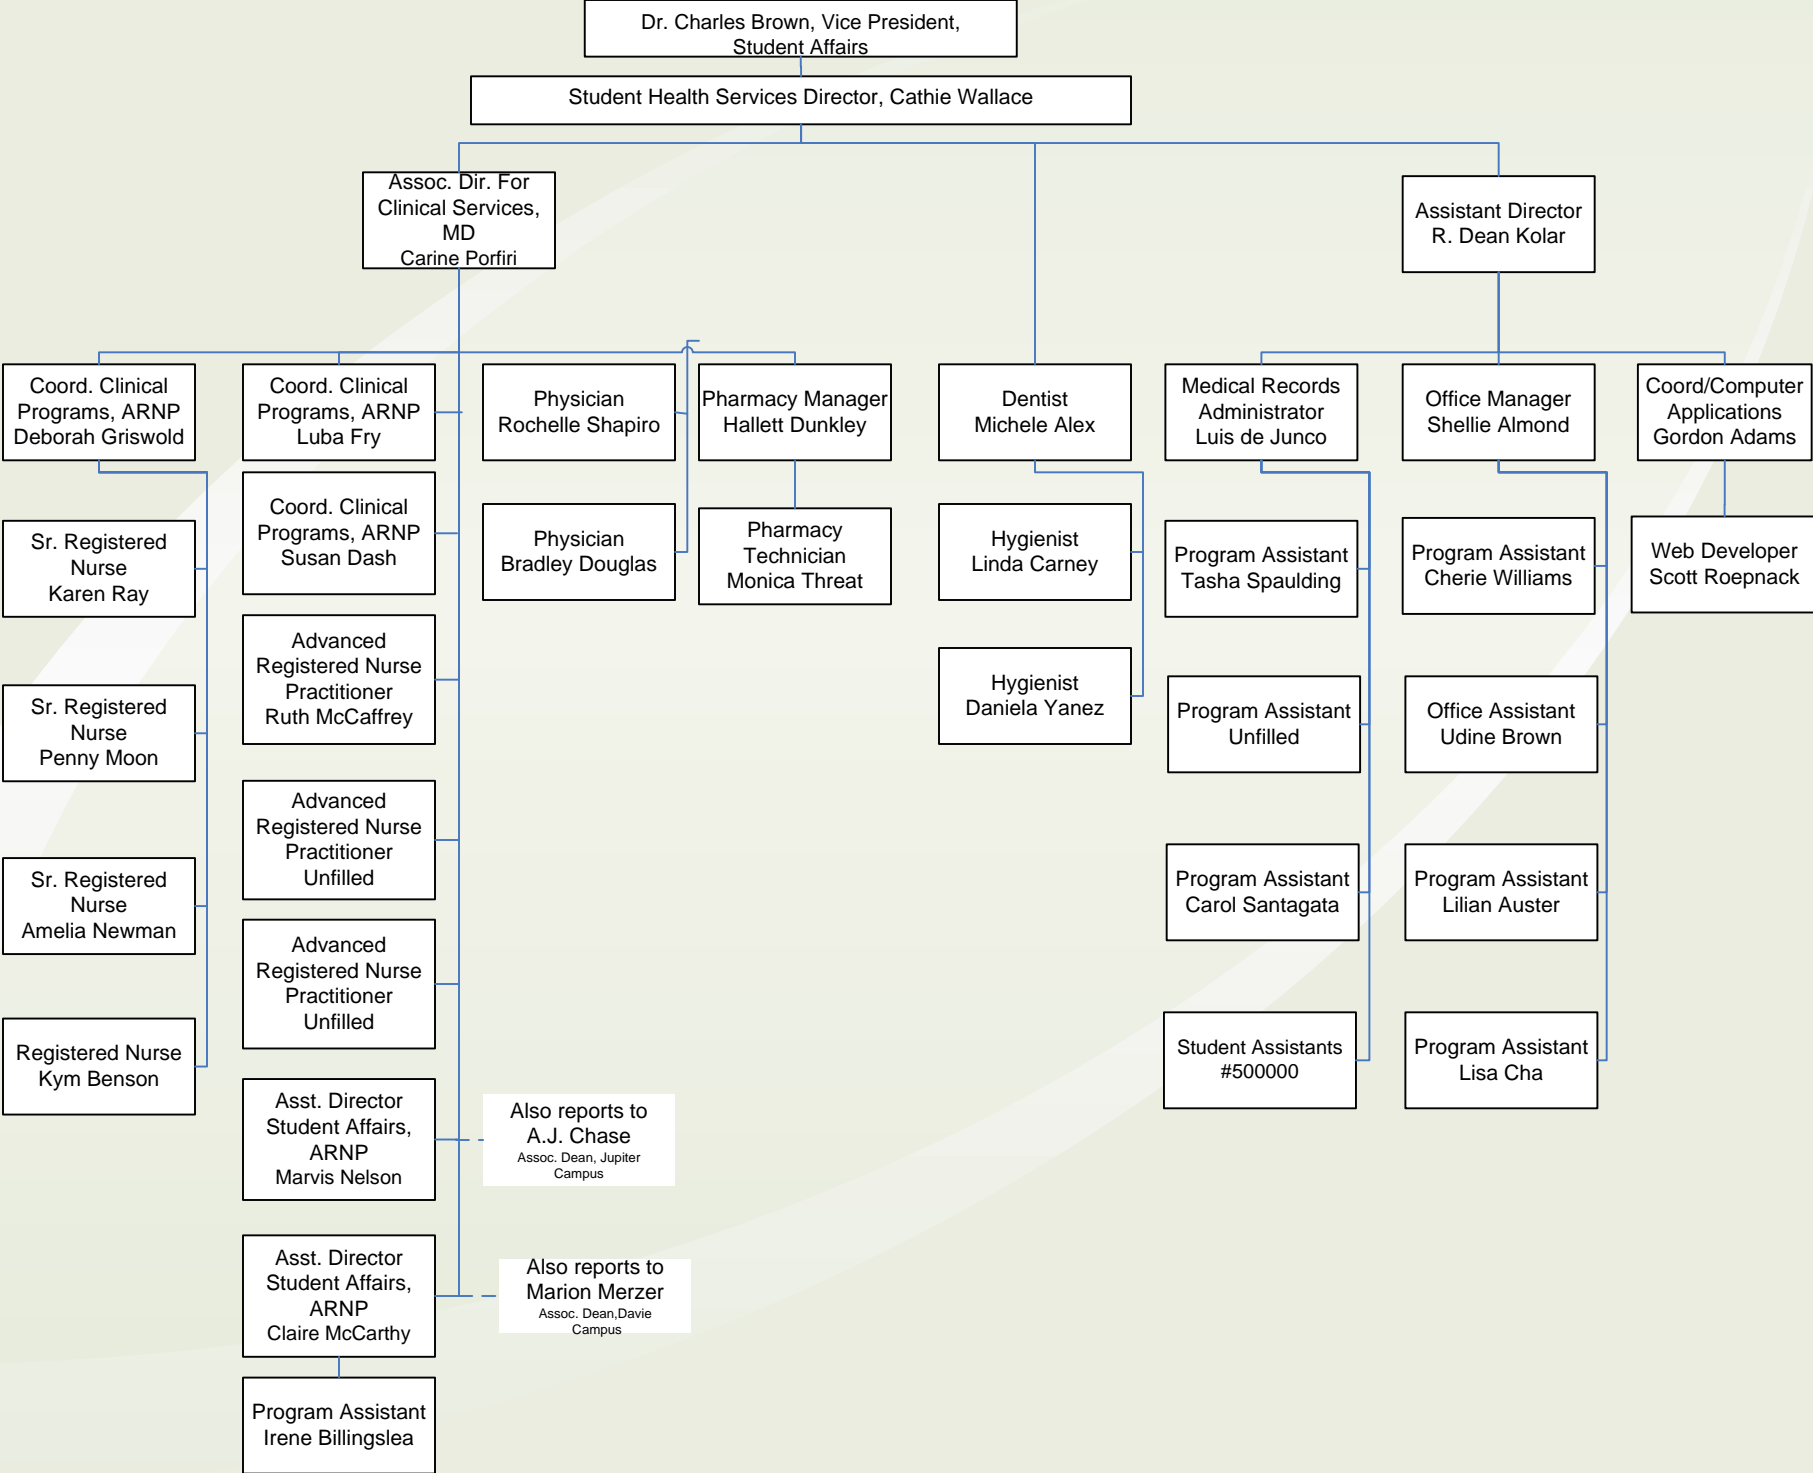 Dr. Charles Brown, Vice President,
Student Affairs
Student Health Services Director, Cathie Wallace
Assoc. Dir. For
Clinical Services,
MD
Carine Porfiri
Assistant Director
R. Dean Kolar
Coord. Clinical
Programs, ARNP
Deborah Griswold
Coord. Clinical
Programs, ARNP
Luba Fry
Physician
Rochelle Shapiro
Pharmacy Manager
Hallett Dunkley
Dentist
Michele Alex
Medical Records
Administrator
Luis de Junco
Office Manager
Shellie Almond
Coord/Computer
Applications
Gordon Adams
Sr. Registered
Nurse
Karen Ray
Coord. Clinical
Programs, ARNP
Susan Dash
Physician
Bradley Douglas
Pharmacy
Technician
Monica Threat
Hygienist
Linda Carney
Program Assistant
Tasha Spaulding
Program Assistant
Cherie Williams
Web Developer
Scott Roepnack
Sr. Registered
Nurse
Penny Moon
Advanced
Registered Nurse
Practitioner
Ruth McCaffrey
Hygienist
Daniela Yanez
Program Assistant
Unfilled
Office Assistant
Udine Brown
Sr. Registered
Nurse
Amelia Newman
Advanced
Registered Nurse
Practitioner
Unfilled
Program Assistant
Carol Santagata
Program Assistant
Lilian Auster
Advanced
Registered Nurse
Practitioner
Unfilled
Registered Nurse
Kym Benson
Student Assistants
#500000
Program Assistant
Lisa Cha
Asst. Director
Student Affairs,
ARNP
Marvis Nelson
Also reports to
A.J. Chase
Assoc. Dean, Jupiter
Campus
Asst. Director
Student Affairs,
ARNP
Claire McCarthy
Also reports to
Marion Merzer
Assoc. Dean,Davie
Campus
Program Assistant
Irene Billingslea